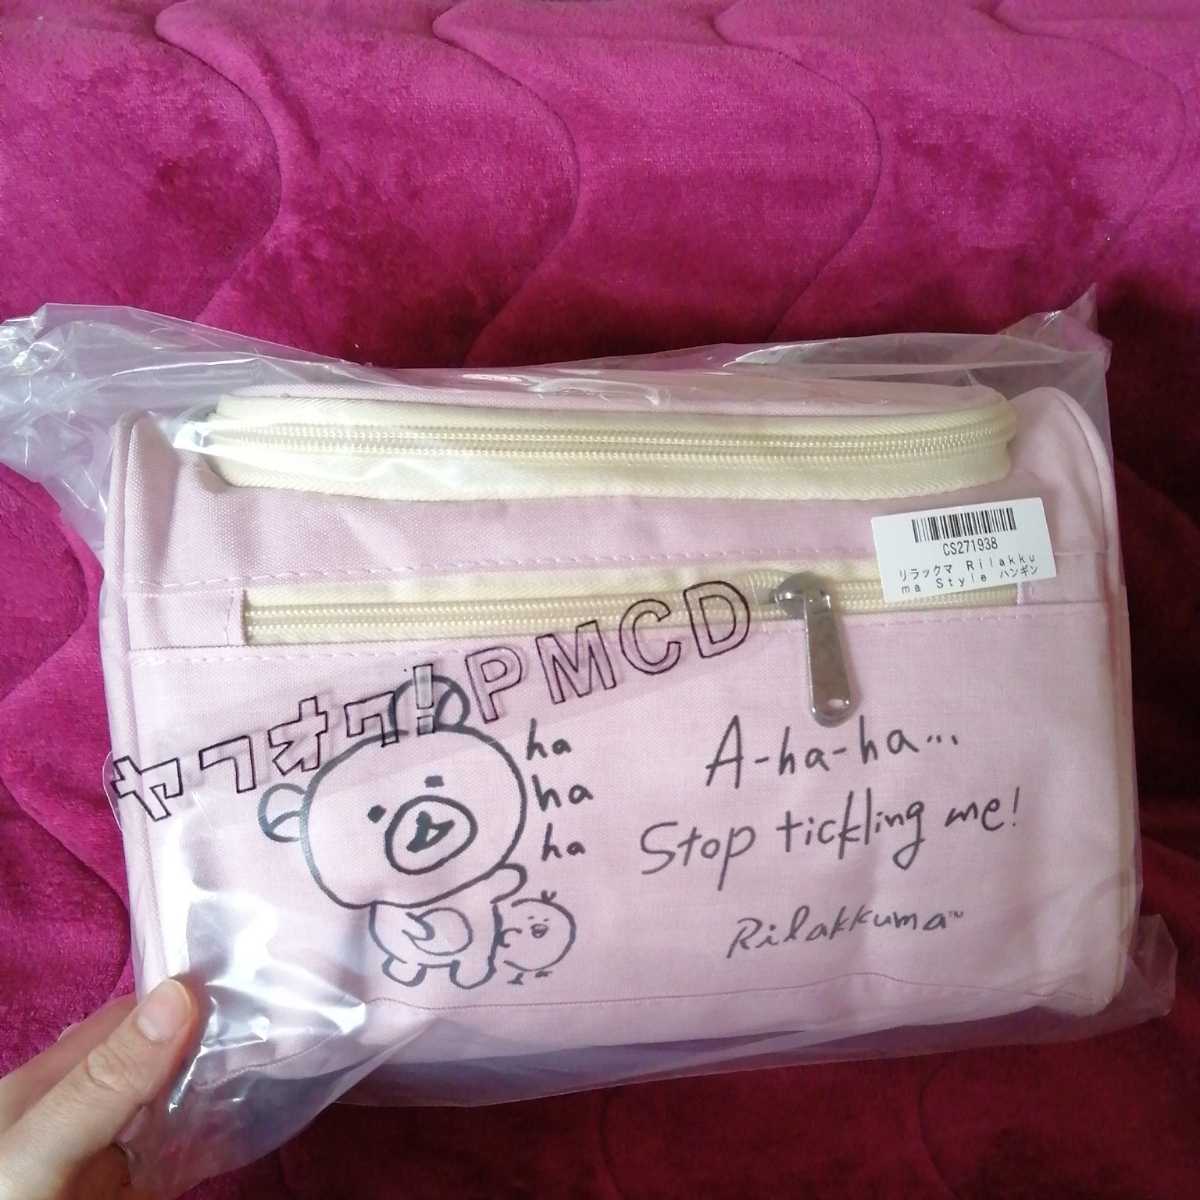 CS271938
リラックマ Rilakku
ma Style ハンギン
ヤフオク!PMCD
ha
ha
ha
A-ha-ha...
Stop tickling me!
Rilakkuma™